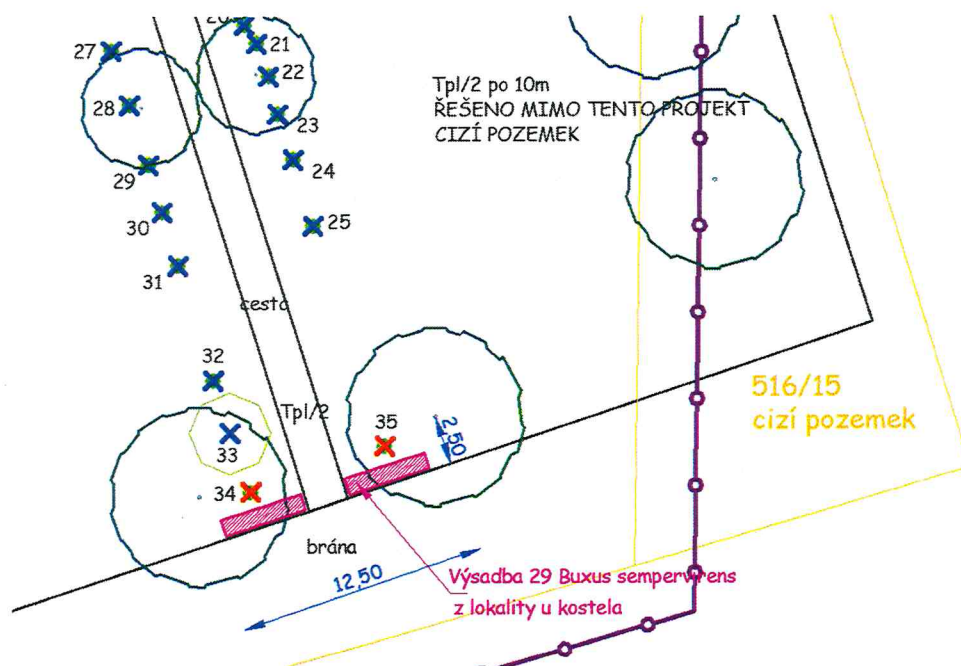 20
21
27
22
28
23
24
29
30
25
31
Tpl/2 po 10m
ŘEŠENO MIMO TENTO PROJEKT
CIZÍ POZEMEK
cesta
32
Tpl/2
33
34
35
2,50
516/15
cizí pozemek
brána
12,50
Výsadba 29 Buxus sempervirens
z lokality u kostela